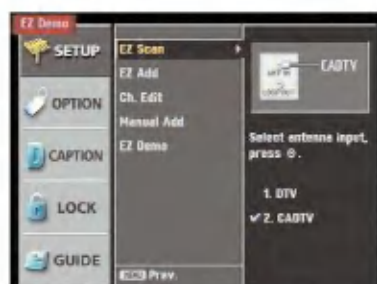 EZ Demo
SETUP
OPTION
CAPTION
LOCK
GUIDE
EZ Scan
EZ Add
Ch. Edit
Manual Add
EZ Demo
Prev.
CADTV
Select antenna input,
press ⊙.
1. DTV
✔ 2. CADTV